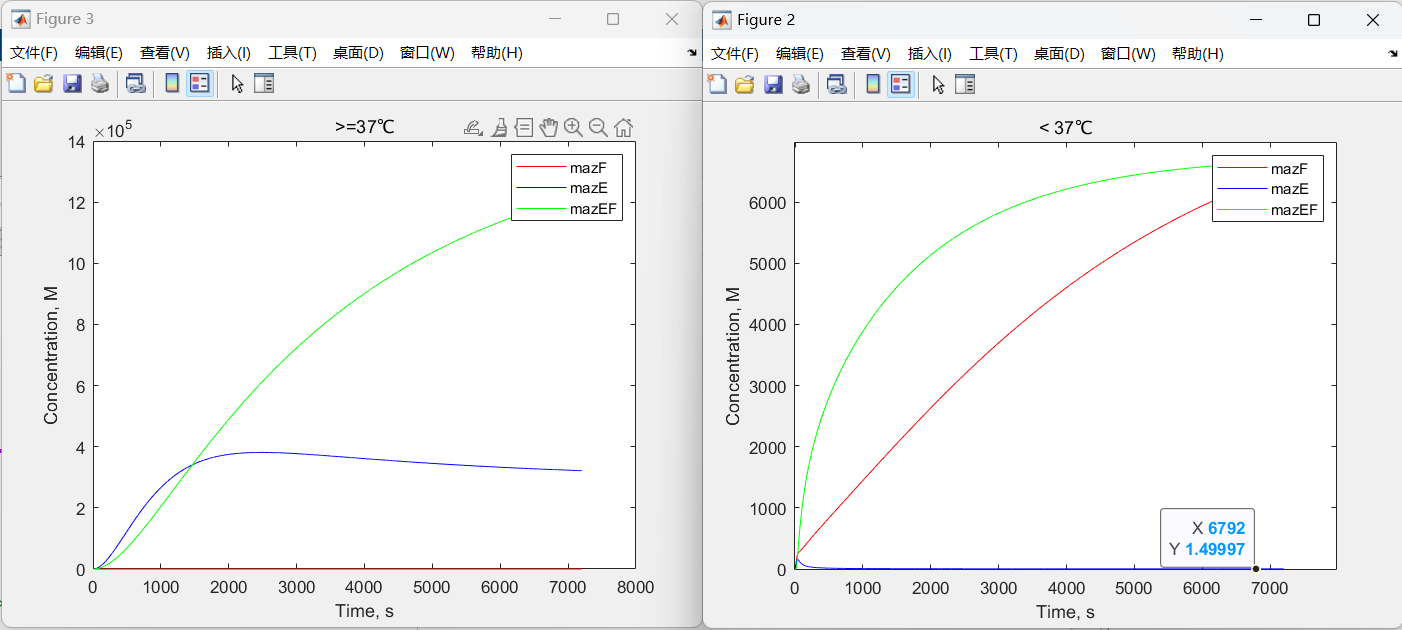 Figure 3
文件(F) 编辑(E) 查看(V) 插入(I) 工具(T) 桌面(D) 窗口(W) 帮助(H)
>=37℃
×10⁵
14
12
10
8
6
4
2
0
Concentration, M
mazF
mazE
mazEF
0 1000 2000 3000 4000 5000 6000 7000 8000
Time, s
Figure 2
文件(F) 编辑(E) 查看(V) 插入(I) 工具(T) 桌面(D) 窗口(W) 帮助(H)
< 37℃
6000
5000
4000
3000
2000
1000
0
Concentration, M
mazF
mazE
mazEF
X 6792
Y 1.49997
0 1000 2000 3000 4000 5000 6000 7000
Time, s